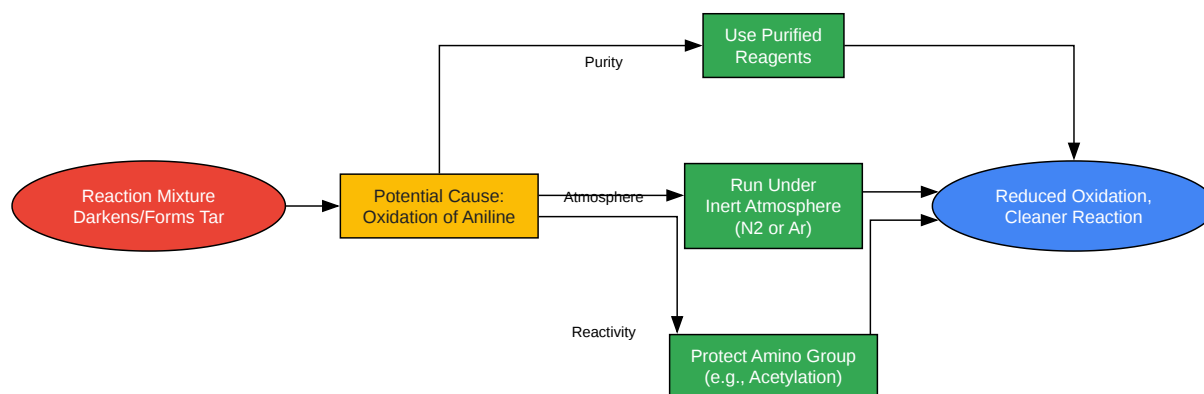 Use Purified
Reagents
Purity
Reaction Mixture
Darkens/Forms Tar
Potential Cause:
Oxidation of Aniline
Atmosphere
Run Under
Inert Atmosphere
(N2 or Ar)
Reduced Oxidation,
Cleaner Reaction
Reactivity
Protect Amino Group
(e.g., Acetylation)